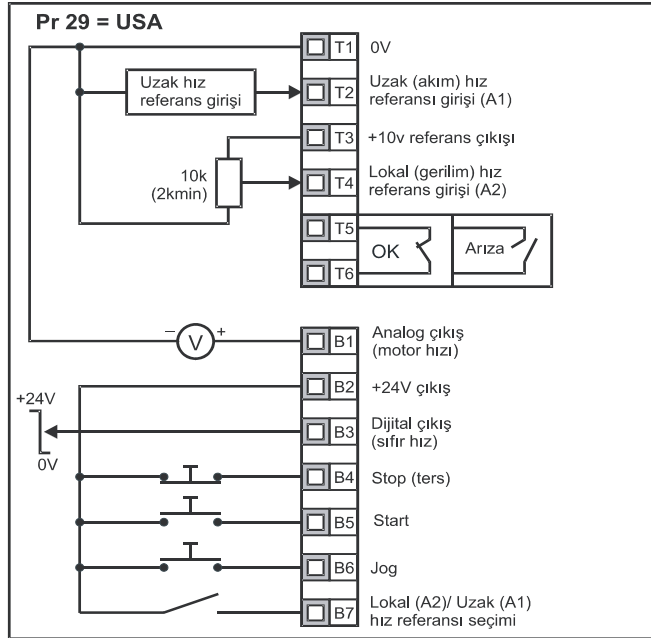 Pr 29 = USA
T1 0V
Uzak hız
referans girişi
T2 Uzak (akım) hız
referansı girişi (A1)
T3 +10v referans çıkışı
10k
(2kmin)
T4 Lokal (gerilim) hız
referans girişi (A2)
T5
OK
Arıza
T6
− V +
B1 Analog çıkış
(motor hızı)
B2 +24V çıkış
+24V
0V
B3 Dijital çıkış
(sıfır hız)
B4 Stop (ters)
B5 Start
B6 Jog
B7 Lokal (A2)/ Uzak (A1)
hız referansı seçimi